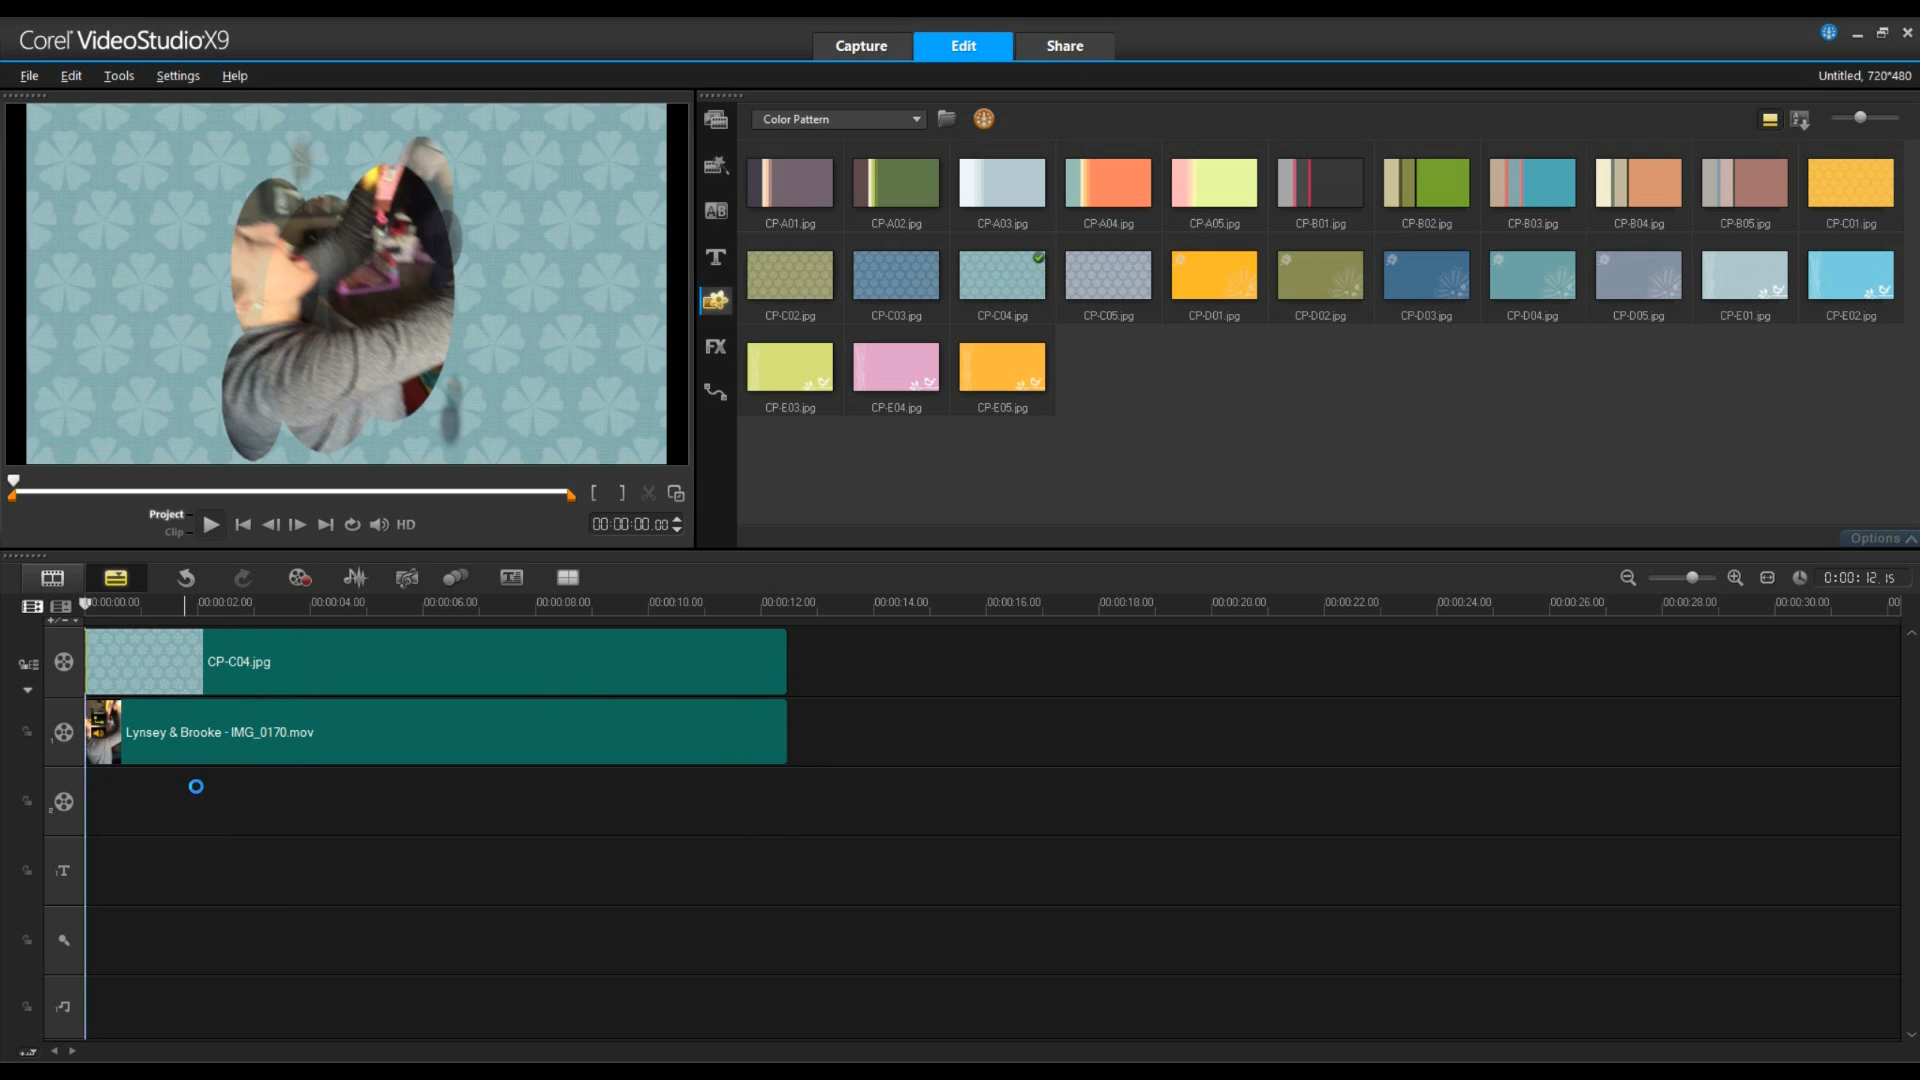 Corel VideoStudio X9
Capture
Edit
Share
File
Edit
Tools
Settings
Help
Untitled, 720*480
Color Pattern
CP-A01.jpg
CP-A02.jpg
CP-A03.jpg
CP-A04.jpg
CP-A05.jpg
CP-B01.jpg
CP-B02.jpg
CP-B03.jpg
CP-B04.jpg
CP-B05.jpg
CP-C01.jpg
AB
T
CP-C02.jpg
CP-C03.jpg
CP-C04.jpg
CP-C05.jpg
CP-D01.jpg
CP-D02.jpg
CP-D03.jpg
CP-D04.jpg
CP-D05.jpg
CP-E01.jpg
CP-E02.jpg
FX
CP-E03.jpg
CP-E04.jpg
CP-E05.jpg
Project
Clip
HD
00:00:00.00
Options
0:00:12.15
00:00:00.00
00:00:02.00
00:00:04.00
00:00:06.00
00:00:08.00
00:00:10.00
00:00:12.00
00:00:14.00
00:00:16.00
00:00:18.00
00:00:20.00
00:00:22.00
00:00:24.00
00:00:26.00
00:00:28.00
00:00:30.00
00
CP-C04.jpg
1
Lynsey & Brooke - IMG_0170.mov
2
1T
1